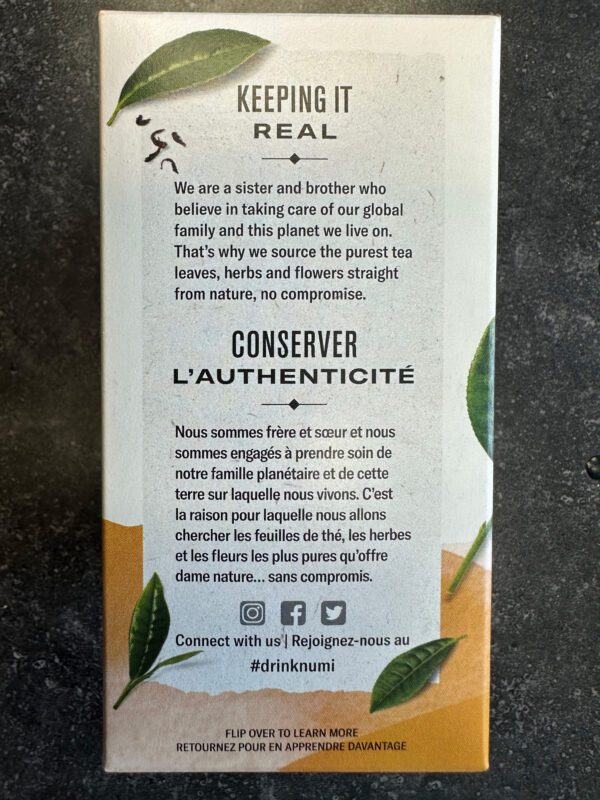 KEEPING IT
REAL
We are a sister and brother who
believe in taking care of our global
family and this planet we live on.
That's why we source the purest tea
leaves, herbs and flowers straight
from nature, no compromise.
CONSERVER
L'AUTHENTICITÉ
Nous sommes frère et sœur et nous
sommes engagés à prendre soin de
notre famille planétaire et de cette
terre sur laquelle nous vivons. C'est
la raison pour laquelle nous allons
chercher les feuilles de thé, les herbes
et les fleurs les plus pures qu'offre
dame nature... sans compromis.
Connect with us | Rejoignez-nous au
#drinknumi
FLIP OVER TO LEARN MORE
RETOURNEZ POUR EN APPRENDRE DAVANTAGE